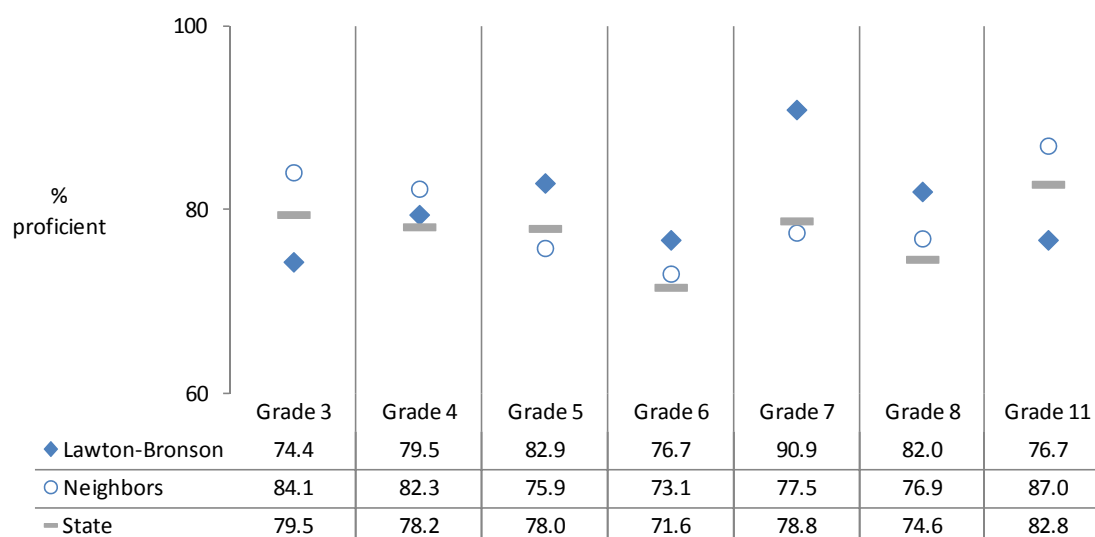 100
80
60
%
proficient
Grade 3 Grade 4 Grade 5 Grade 6 Grade 7 Grade 8 Grade 11
Lawton-Bronson 74.4 79.5 82.9 76.7 90.9 82.0 76.7
Neighbors 84.1 82.3 75.9 73.1 77.5 76.9 87.0
State 79.5 78.2 78.0 71.6 78.8 74.6 82.8